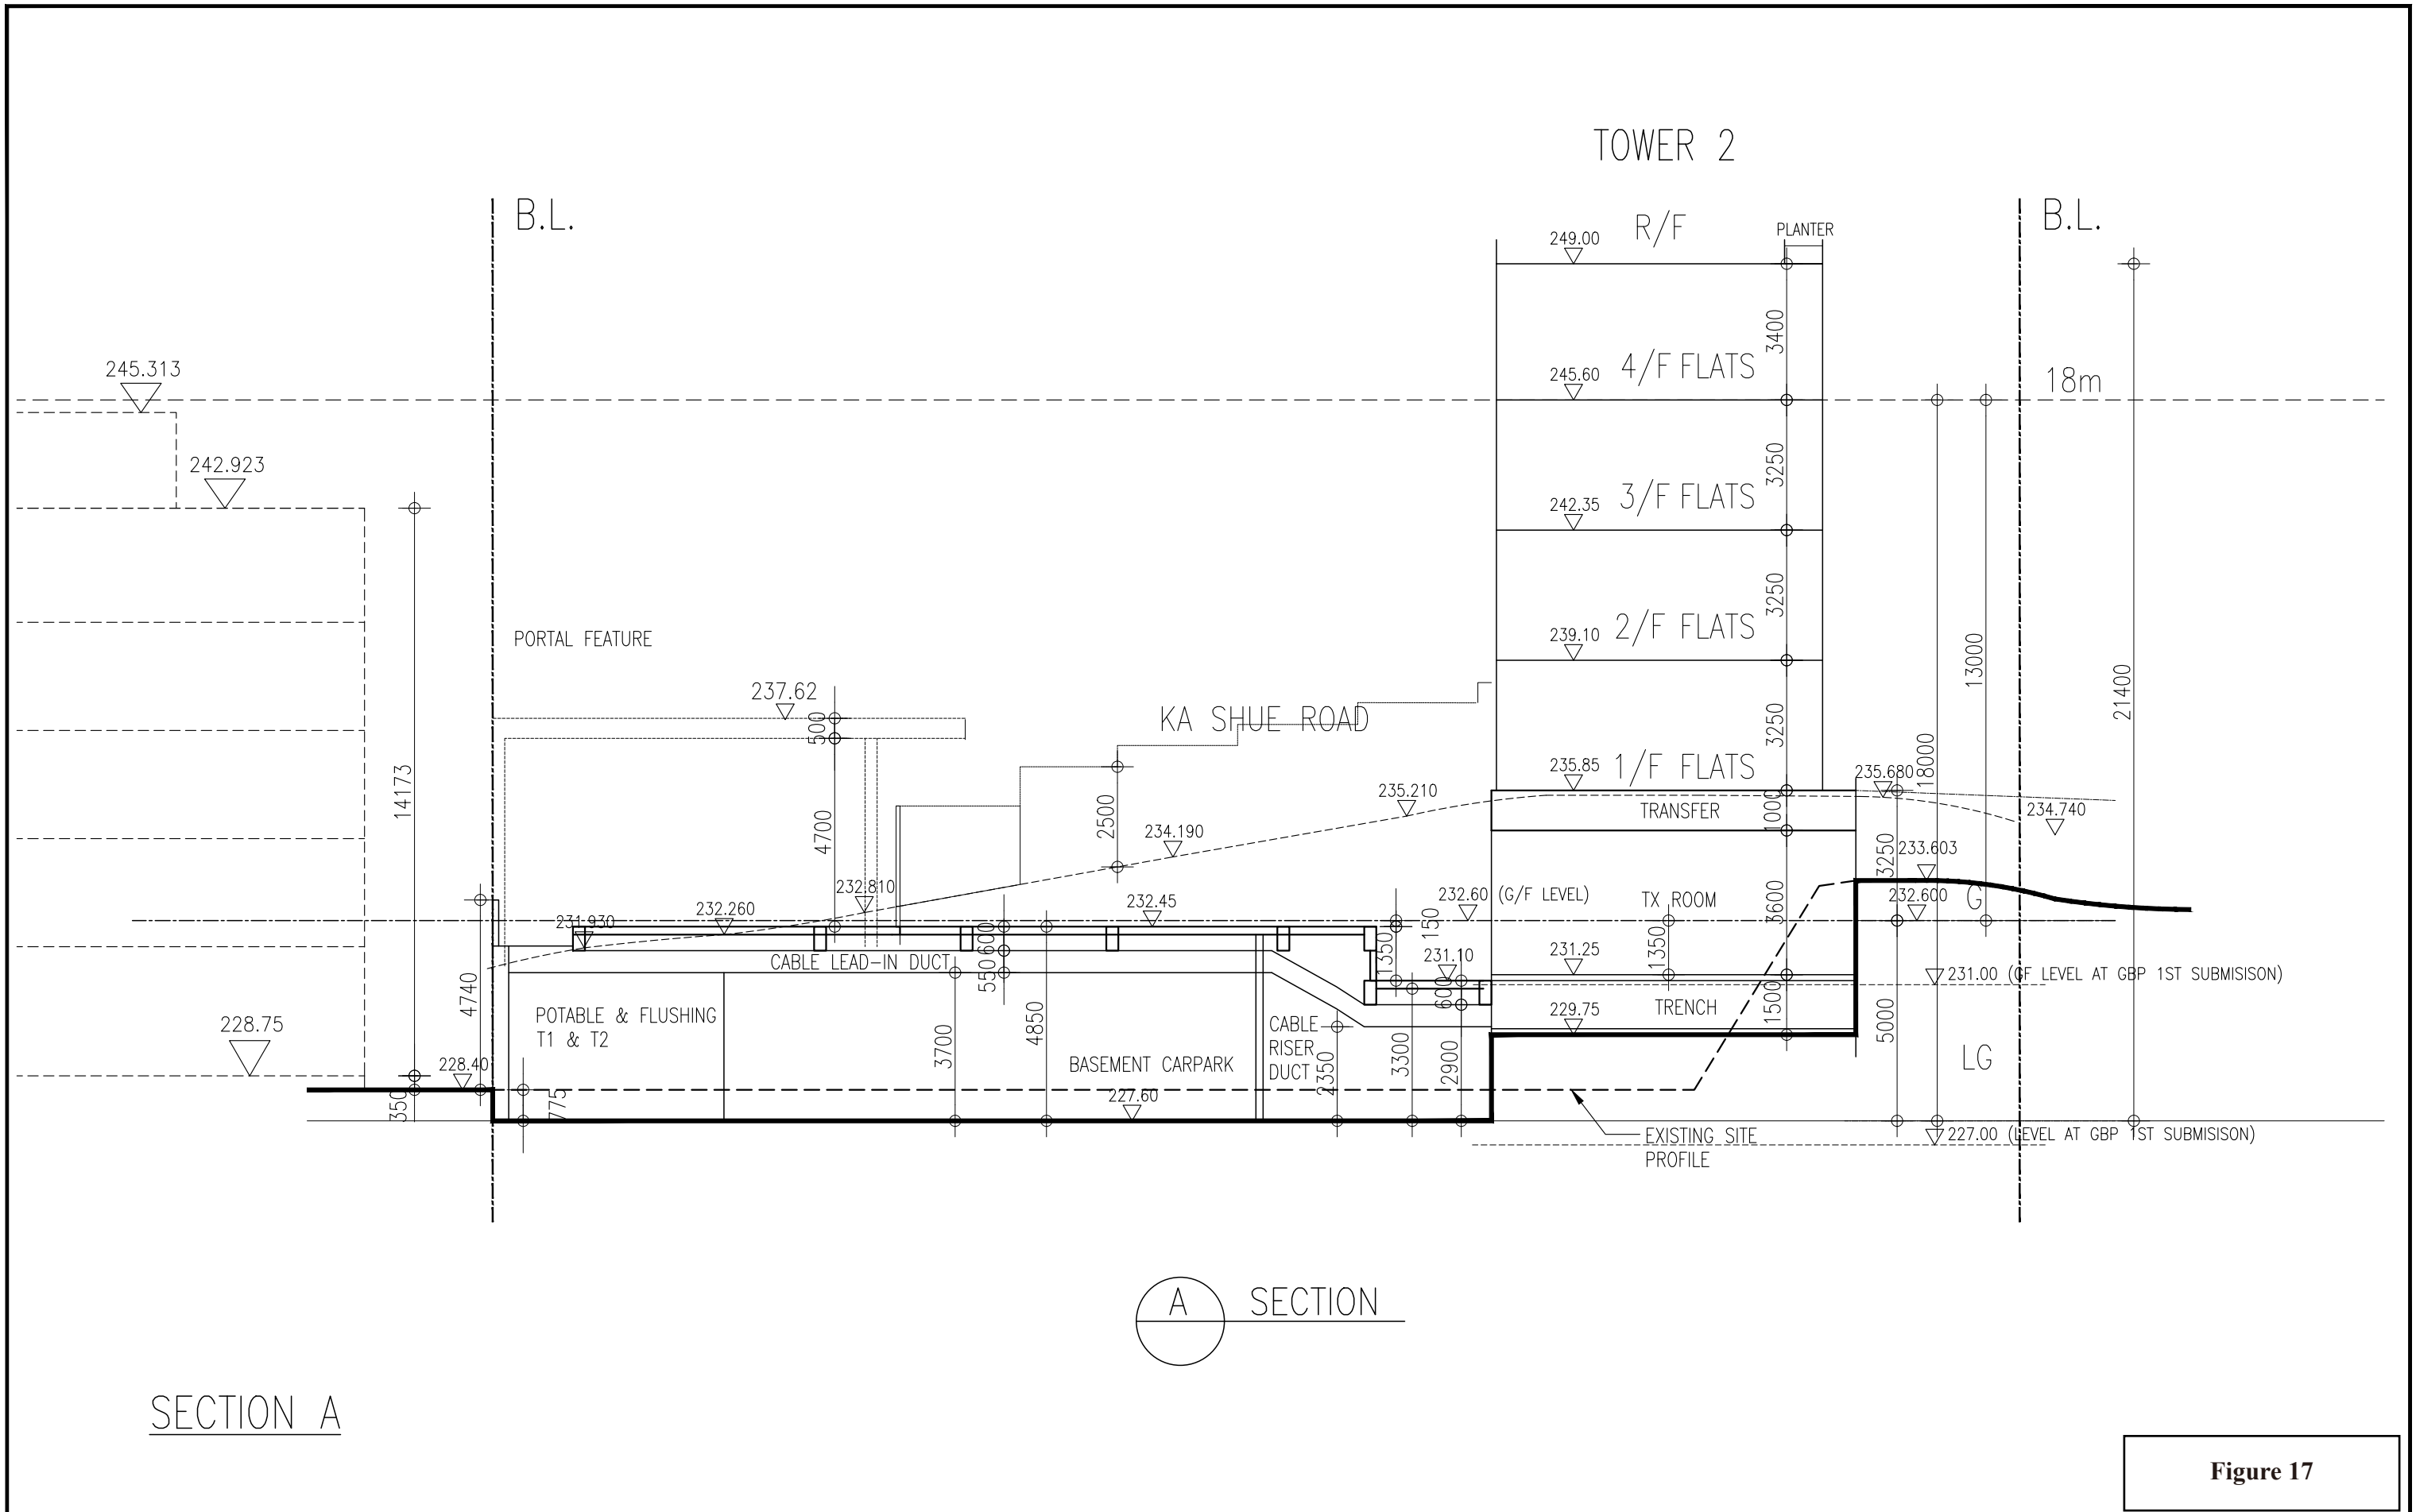 TOWER 2
B.L.
R/F
PLANTER
B.L.
249.00
3400
245.313
4/F FLATS
245.60
18m
242.923
3250
3/F FLATS
242.35
3250
2/F FLATS
239.10
PORTAL FEATURE
13000
21400
237.62
500
KA SHUE ROAD
3250
18000
14173
235.85
1/F FLATS
235.680
235.210
TRANSFER
1000
234.740
4700
2500
234.190
3250
233.603
232.810
232.60 (G/F LEVEL)
TX ROOM
3600
232.600
G
231.930
232.260
232.45
150
600
1350
1350
CABLE LEAD-IN DUCT
550
231.10
231.25
231.00 (GF LEVEL AT GBP 1ST SUBMISISON)
4740
600
1500
POTABLE & FLUSHING
T1 & T2
229.75
TRENCH
5000
228.75
3700
4850
CABLE
RISER
DUCT
BASEMENT CARPARK
2350
3300
2900
LG
228.40
350
775
227.60
EXISTING SITE
PROFILE
227.00 (LEVEL AT GBP 1ST SUBMISISON)
A
SECTION
SECTION A
Figure 17